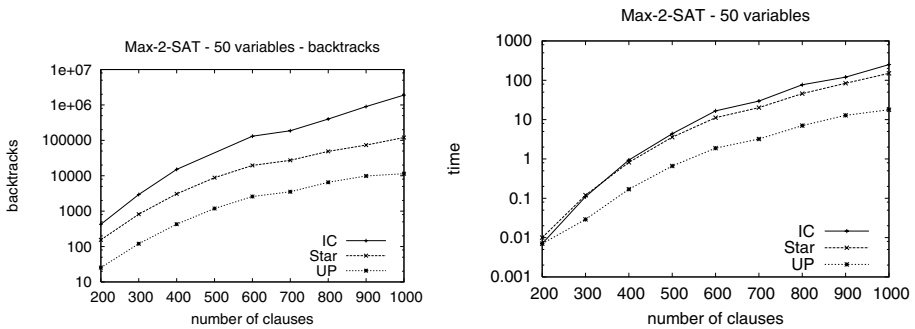 Max-2-SAT - 50 variables - backtracks
1e+07
1e+06
100000
10000
1000
100
10
backtracks
IC
Star
UP
200 300 400 500 600 700 800 900 1000
number of clauses
Max-2-SAT - 50 variables
1000
100
10
1
0.1
0.01
0.001
time
IC
Star
UP
200 300 400 500 600 700 800 900 1000
number of clauses